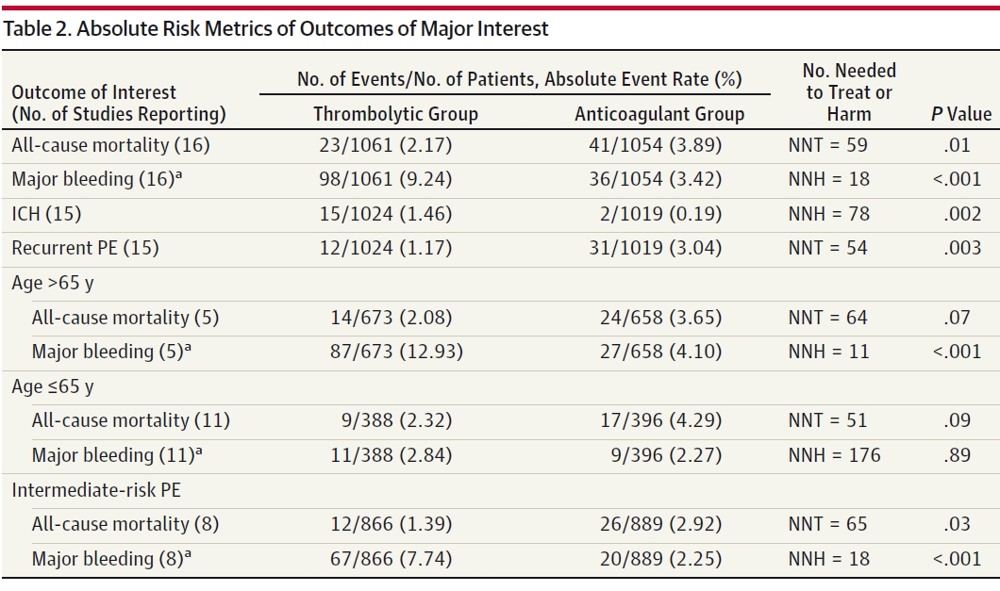 Table 2. Absolute Risk Metrics of Outcomes of Major Interest
Outcome of Interest
(No. of Studies Reporting)
No. of Events/No. of Patients, Absolute Event Rate (%)
Thrombolytic Group Anticoagulant Group
No. Needed
to Treat or
Harm
P Value
All-cause mortality (16) 23/1061 (2.17) 41/1054 (3.89) NNT = 59 .01
Major bleeding (16)ᵃ 98/1061 (9.24) 36/1054 (3.42) NNH = 18 <.001
ICH (15) 15/1024 (1.46) 2/1019 (0.19) NNH = 78 .002
Recurrent PE (15) 12/1024 (1.17) 31/1019 (3.04) NNT = 54 .003
Age >65 y
All-cause mortality (5) 14/673 (2.08) 24/658 (3.65) NNT = 64 .07
Major bleeding (5)ᵃ 87/673 (12.93) 27/658 (4.10) NNH = 11 <.001
Age ≤65 y
All-cause mortality (11) 9/388 (2.32) 17/396 (4.29) NNT = 51 .09
Major bleeding (11)ᵃ 11/388 (2.84) 9/396 (2.27) NNH = 176 .89
Intermediate-risk PE
All-cause mortality (8) 12/866 (1.39) 26/889 (2.92) NNT = 65 .03
Major bleeding (8)ᵃ 67/866 (7.74) 20/889 (2.25) NNH = 18 <.001